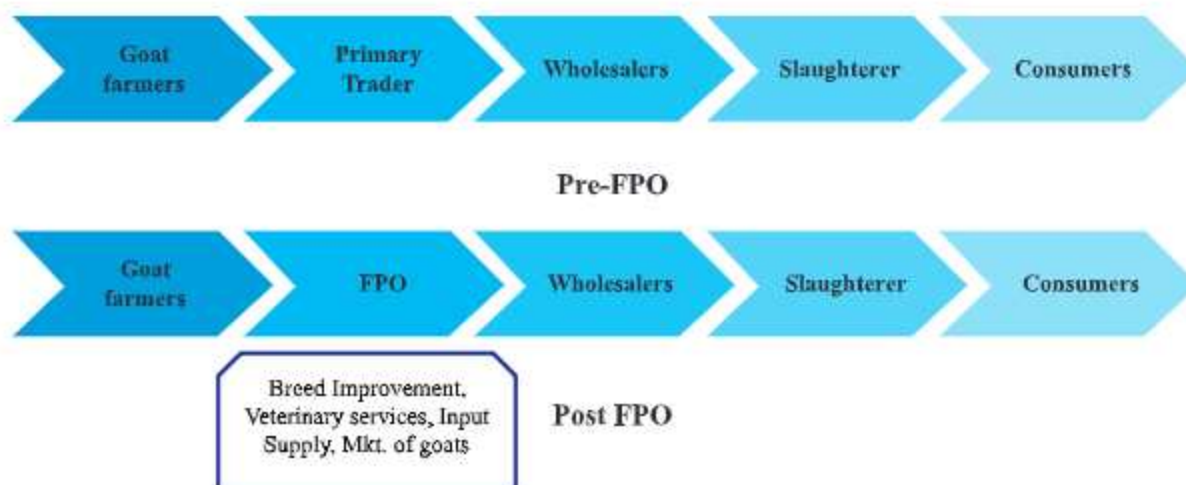 Goat
farmers
Primary
Trader
Wholesalers
Slaughterer
Consumers
Pre-FPO
Goat
farmers
FPO
Wholesalers
Slaughterer
Consumers
Breed Improvement,
Veterinary services, Input
Supply, Mkt. of goats
Post FPO